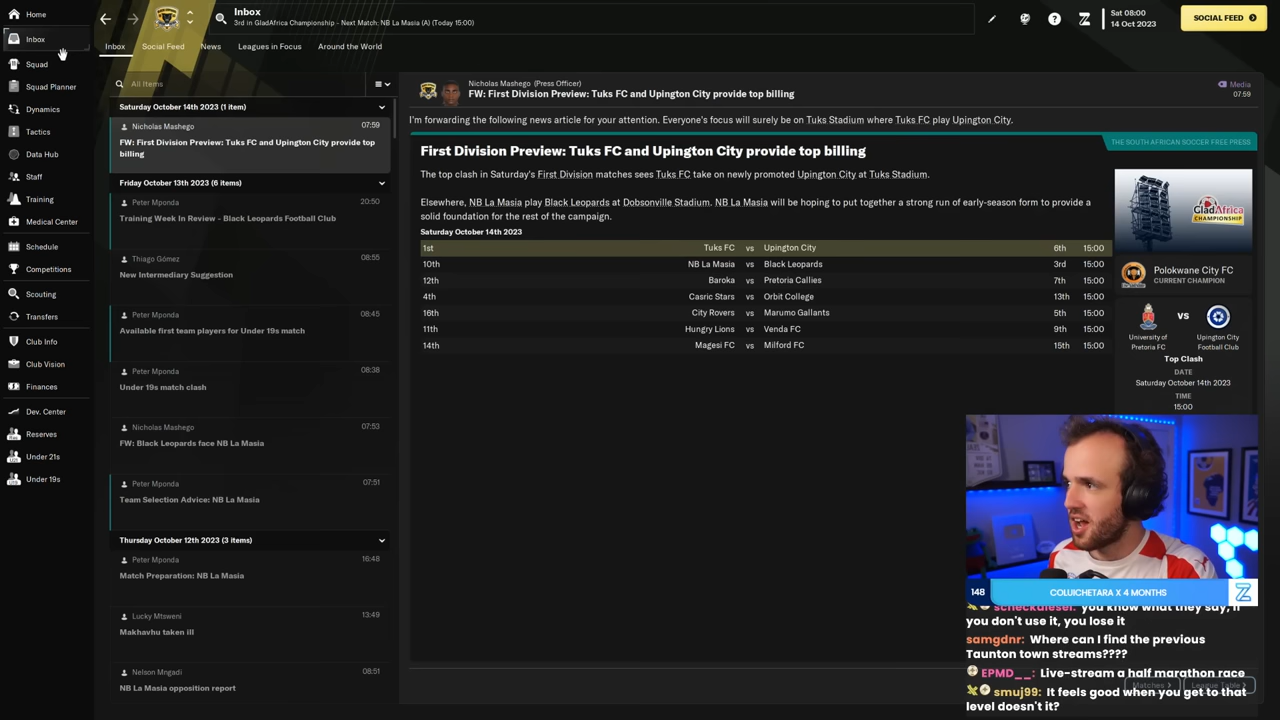 Home
Inbox
Squad
Squad Planner
Dynamics
Tactics
Data Hub
Staff
Training
Medical Center
Schedule
Competitions
Scouting
Transfers
Club Info
Club Vision
Finances
Dev. Center
Reserves
Under 21s
Under 19s
Inbox
3rd in GladAfrica Championship - Next Match: NB La Masia (A) (Today 15:00)
Sat 08:00
14 Oct 2023
SOCIAL FEED
Inbox
Social Feed
News
Leagues in Focus
Around the World
All Items
Saturday October 14th 2023 (1 item)
Nicholas Mashego 07:59
FW: First Division Preview: Tuks FC and Upington City provide top
billing
Friday October 13th 2023 (6 items)
Peter Mponda 20:50
Training Week In Review - Black Leopards Football Club
Thiago Gómez 08:55
New Intermediary Suggestion
Peter Mponda 08:45
Available first team players for Under 19s match
Peter Mponda 08:38
Under 19s match clash
Nicholas Mashego 07:53
FW: Black Leopards face NB La Masia
Peter Mponda 07:51
Team Selection Advice: NB La Masia
Thursday October 12th 2023 (3 items)
Peter Mponda 16:48
Match Preparation: NB La Masia
Lucky Mtsweni 13:49
Makhavhu taken ill
Nelson Mngadi 08:51
NB La Masia opposition report
Nicholas Mashego (Press Officer)
FW: First Division Preview: Tuks FC and Upington City provide top billing
Media
07:59
I'm forwarding the following news article for your attention. Everyone's focus will surely be on Tuks Stadium where Tuks FC play Upington City.
THE SOUTH AFRICAN SOCCER FREE PRESS
First Division Preview: Tuks FC and Upington City provide top billing
The top clash in Saturday's First Division matches sees Tuks FC take on newly promoted Upington City at Tuks Stadium.
Elsewhere, NB La Masia play Black Leopards at Dobsonville Stadium. NB La Masia will be hoping to put together a strong run of early-season form to provide a
solid foundation for the rest of the campaign.
Saturday October 14th 2023
1st Tuks FC vs Upington City 6th 15:00
10th NB La Masia vs Black Leopards 3rd 15:00
12th Baroka vs Pretoria Callies 7th 15:00
4th Casric Stars vs Orbit College 13th 15:00
16th City Rovers vs Marumo Gallants 5th 15:00
11th Hungry Lions vs Venda FC 9th 15:00
14th Magesi FC vs Milford FC 15th 15:00
GladAfrica
CHAMPIONSHIP
Polokwane City FC
CURRENT CHAMPION
VS
University of
Pretoria FC
Upington City
Football Club
Top Clash
DATE
Saturday October 14th 2023
TIME
15:00
148 COLUICHETARA X 4 MONTHS
scheckdiesel: you know what they say, if
you don't use it, you lose it
samgdnr: Where can I find the previous
Taunton town streams????
EPMD__: Live-stream a half marathon race
smuj99: It feels good when you get to that
level doesn't it?
Matches
League Table